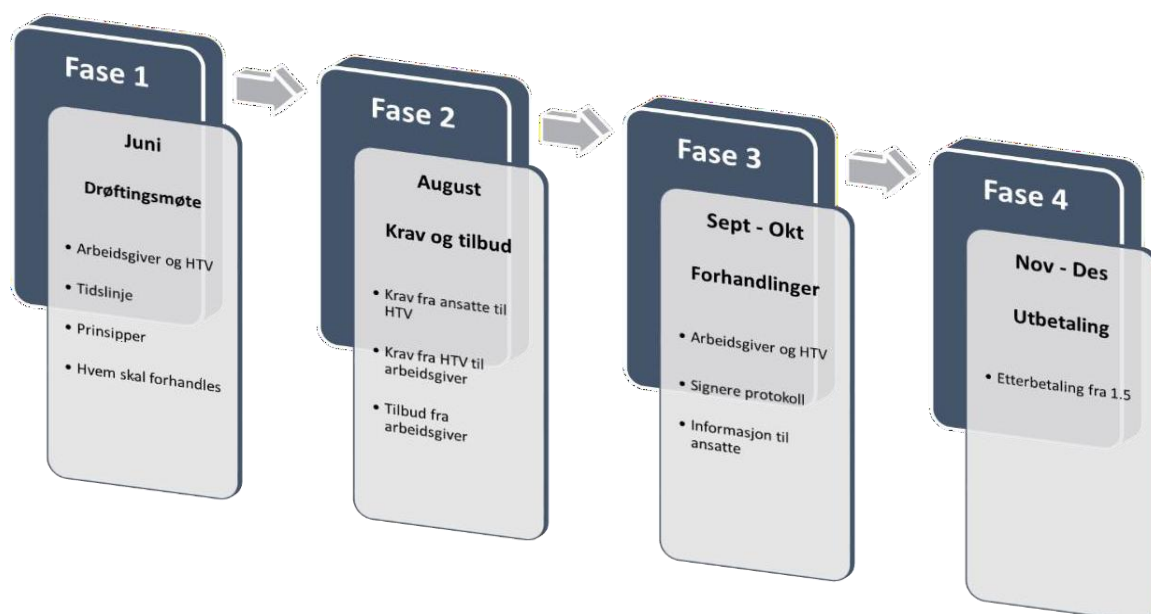 Fase 1
Juni
Drøftingsmøte
• Arbeidsgiver og HTV
• Tidslinje
• Prinsipper
• Hvem skal forhandles
Fase 2
August
Krav og tilbud
• Krav fra ansatte til
HTV
• Krav fra HTV til
arbeidsgiver
• Tilbud fra
arbeidsgiver
Fase 3
Sept - Okt
Forhandlinger
• Arbeidsgiver og HTV
• Signere protokoll
• Informasjon til
ansatte
Fase 4
Nov - Des
Utbetaling
• Etterbetaling fra 1.5